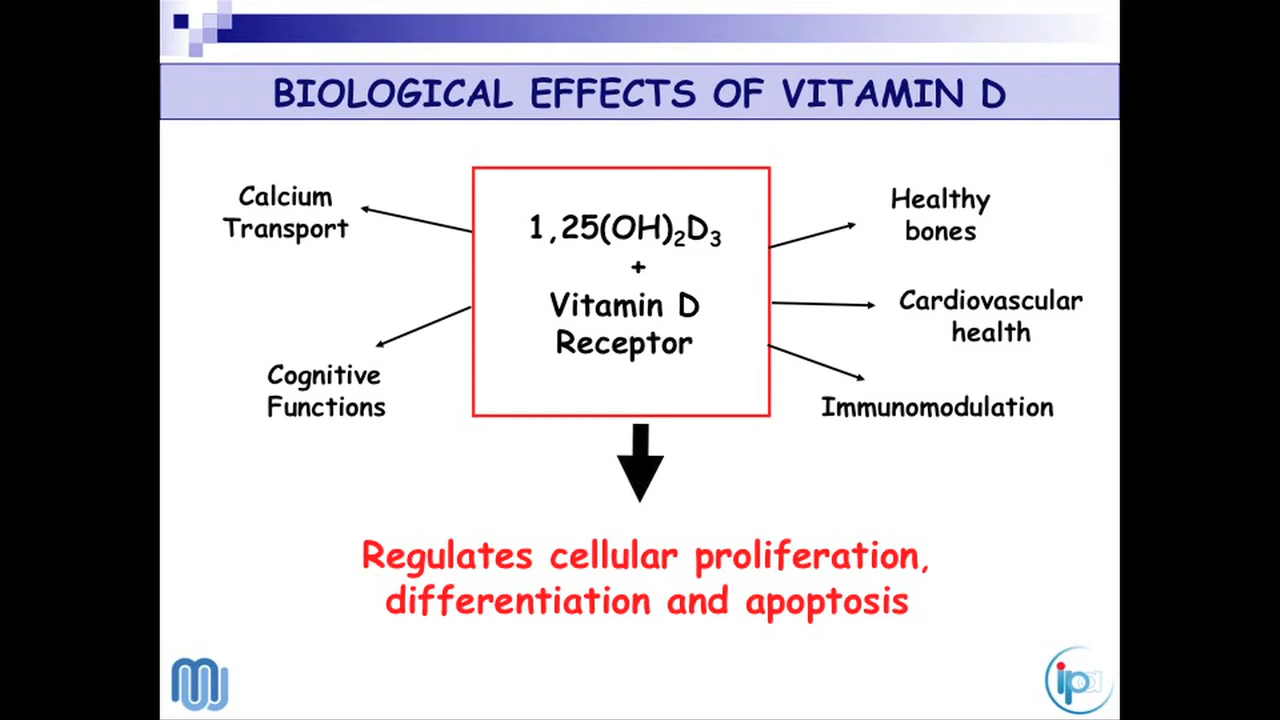 BIOLOGICAL EFFECTS OF VITAMIN D
Calcium
Transport
Cognitive
Functions
1,25(OH)₂D₃
+
Vitamin D
Receptor
Healthy
bones
Cardiovascular
health
Immunomodulation
Regulates cellular proliferation,
differentiation and apoptosis
ipa